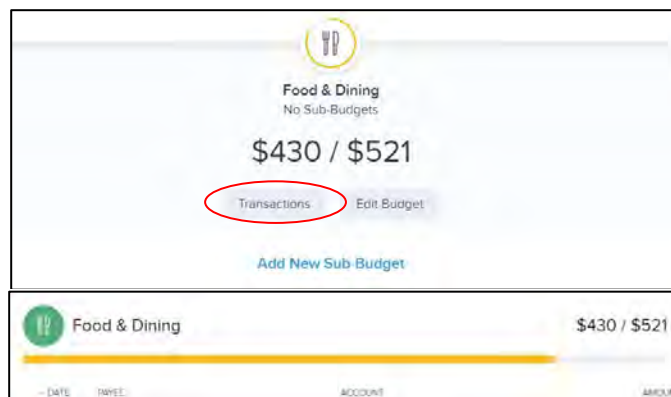 Food & Dining
No Sub-Budgets
$430 / $521
Transactions Edit Budget
Add New Sub-Budget
Food & Dining $430 / $521
DATE PAYEE ACCOUNT AMOUN